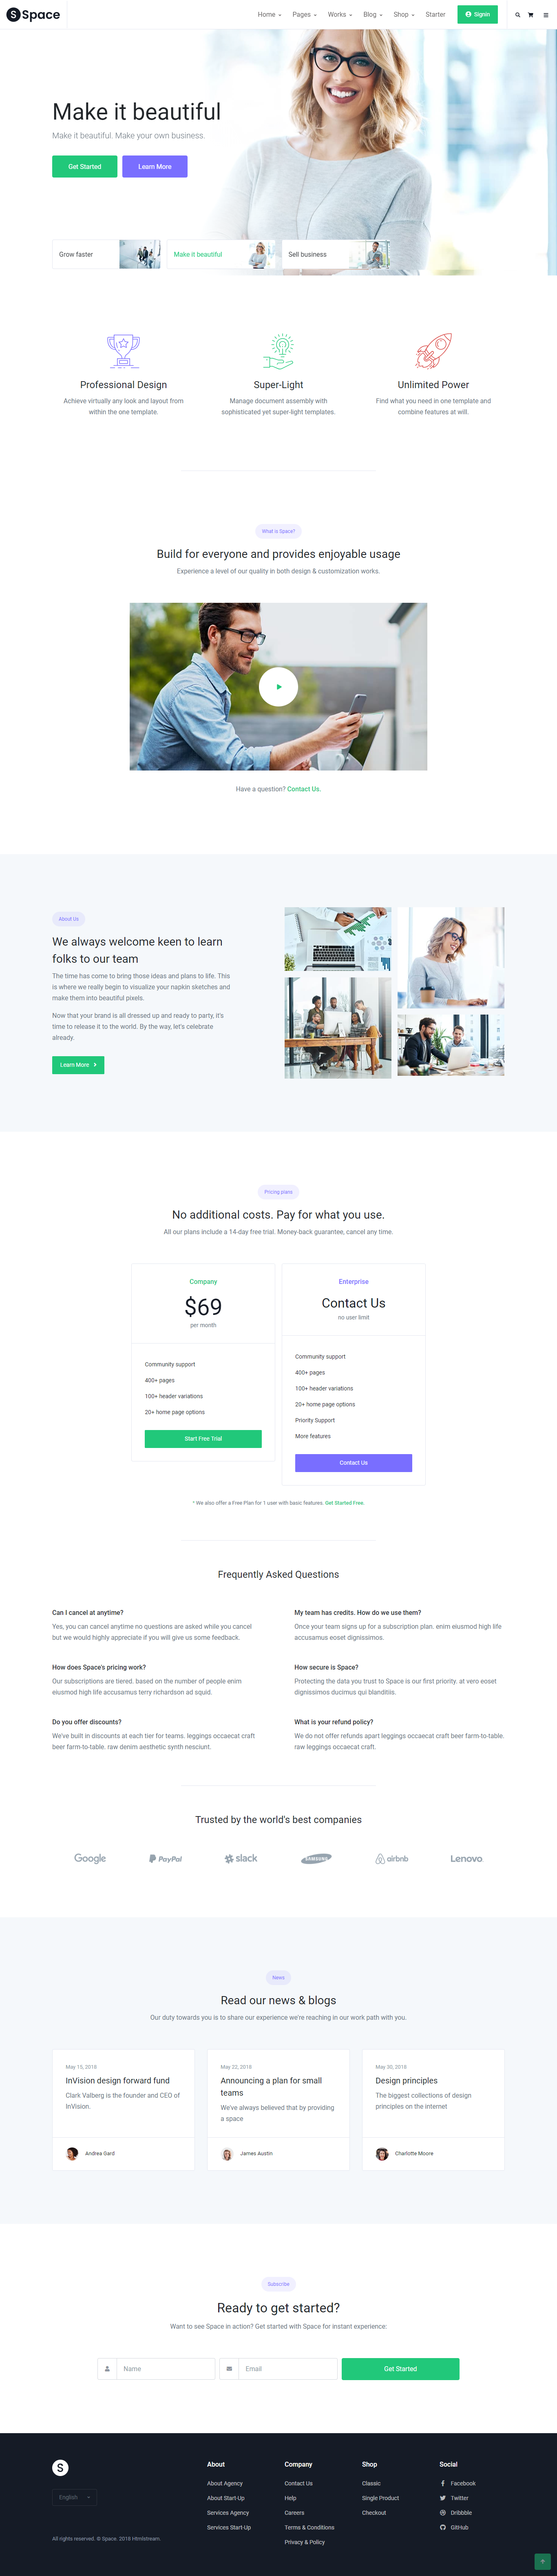 S Space
Home
Pages
Works
Blog
Shop
Starter
Signin
Make it beautiful
Make it beautiful. Make your own business.
Get Started
Learn More
Grow faster
Make it beautiful
Sell business
Professional Design
Achieve virtually any look and layout from
within the one template.
Super-Light
Manage document assembly with
sophisticated yet super-light templates.
Unlimited Power
Find what you need in one template and
combine features at will.
What is Space?
Build for everyone and provides enjoyable usage
Experience a level of our quality in both design & customization works.
Have a question? Contact Us.
About Us
We always welcome keen to learn
folks to our team
The time has come to bring those ideas and plans to life. This
is where we really begin to visualize your napkin sketches and
make them into beautiful pixels.
Now that your brand is all dressed up and ready to party, it's
time to release it to the world. By the way, let's celebrate
already.
Learn More
Pricing plans
No additional costs. Pay for what you use.
All our plans include a 14-day free trial. Money-back guarantee, cancel any time.
Company
$69
per month
Community support
400+ pages
100+ header variations
20+ home page options
Start Free Trial
Enterprise
Contact Us
no user limit
Community support
400+ pages
100+ header variations
20+ home page options
Priority Support
More features
Contact Us
* We also offer a Free Plan for 1 user with basic features. Get Started Free.
Frequently Asked Questions
Can I cancel at anytime?
Yes, you can cancel anytime no questions are asked while you cancel
but we would highly appreciate if you will give us some feedback.
My team has credits. How do we use them?
Once your team signs up for a subscription plan. enim eiusmod high life
accusamus eoset dignissimos.
How does Space's pricing work?
Our subscriptions are tiered. based on the number of people enim
eiusmod high life accusamus terry richardson ad squid.
How secure is Space?
Protecting the data you trust to Space is our first priority. at vero eoset
dignissimos ducimus qui blanditiis.
Do you offer discounts?
We've built in discounts at each tier for teams. leggings occaecat craft
beer farm-to-table. raw denim aesthetic synth nesciunt.
What is your refund policy?
We do not offer refunds apart leggings occaecat craft beer farm-to-table.
raw leggings occaecat craft.
Trusted by the world's best companies
Google
PayPal
slack
SAMSUNG
airbnb
Lenovo
News
Read our news & blogs
Our duty towards you is to share our experience we're reaching in our work path with you.
May 15, 2018
InVision design forward fund
Clark Valberg is the founder and CEO of
InVision.
Andrea Gard
May 22, 2018
Announcing a plan for small
teams
We've always believed that by providing
a space
James Austin
May 30, 2018
Design principles
The biggest collections of design
principles on the internet
Charlotte Moore
Subscribe
Ready to get started?
Want to see Space in action? Get started with Space for instant experience:
Name
Email
Get Started
S
English
All rights reserved. © Space. 2018 Htmlstream.
About
About Agency
About Start-Up
Services Agency
Services Start-Up
Company
Contact Us
Help
Careers
Terms & Conditions
Privacy & Policy
Shop
Classic
Single Product
Checkout
Social
Facebook
Twitter
Dribbble
GitHub